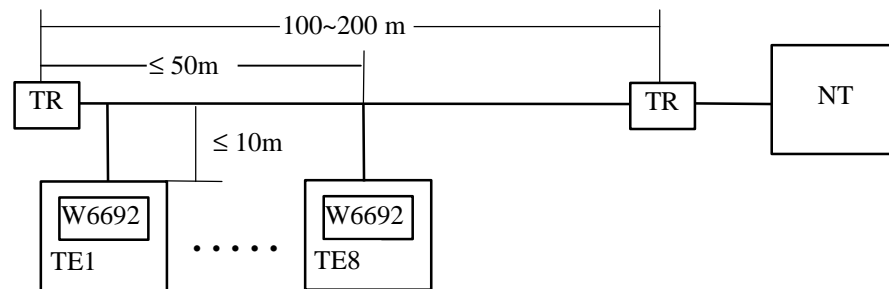 100~200 m
≤ 50m
TR
TR
NT
≤ 10m
W6692
W6692
TE1
TE8